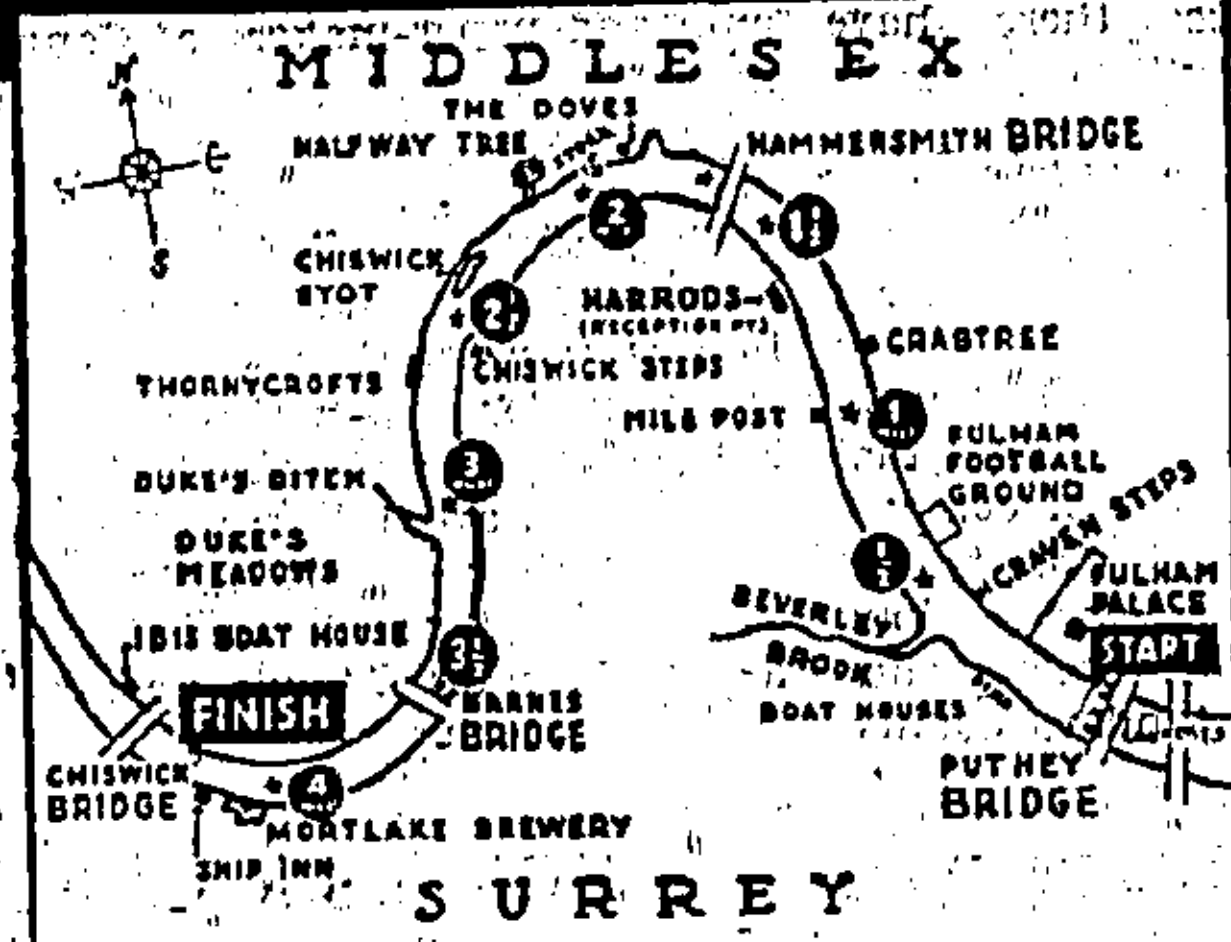 MIDDLESEX
N
E
W
S
THE DOVES
HALFWAY TREE
HAMMERSMITH BRIDGE
2
1½
CHISWICK
EYOT
2½
HARRODS
(RECEPTION PT)
CRABTREE
THORNYCROFTS
CHISWICK STEPS
MILE POST
1
FULHAM
FOOTBALL
GROUND
DUKE'S DITCH
3
CRAVEN STEPS
DUKE'S
MEADOWS
½
FULHAM
PALACE
BEVERLEY
BROOK
IBIS BOAT HOUSE
START
3½
BOAT HOUSES
FINISH
BARNES
BRIDGE
CHISWICK
BRIDGE
4
PUTNEY
BRIDGE
MORTLAKE BREWERY
SHIP INN
SURREY